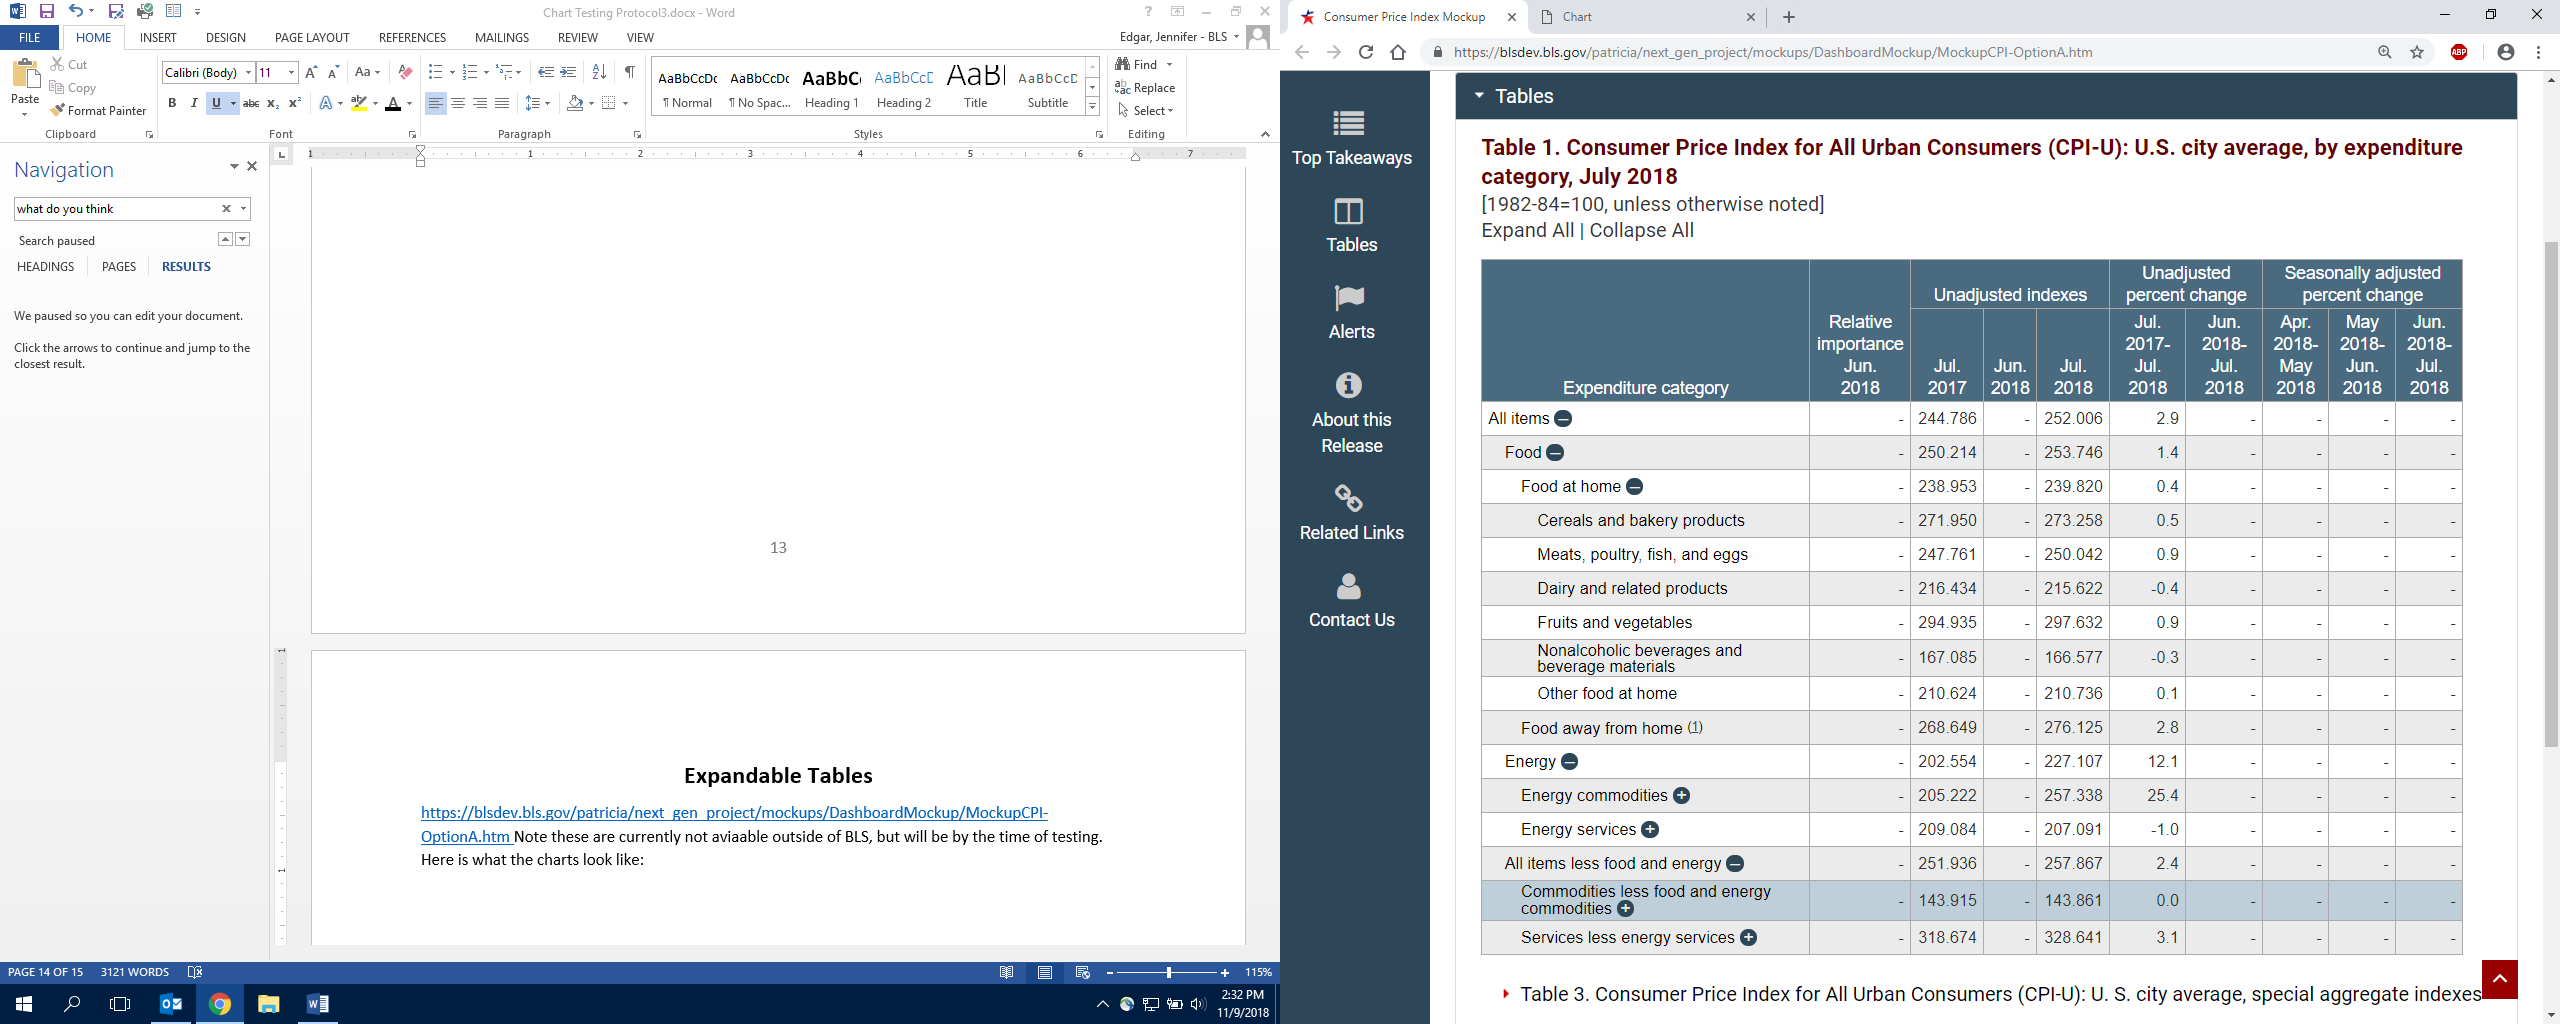 Chart Testing Protocol3.docx - Word
FILE HOME INSERT DESIGN PAGE LAYOUT REFERENCES MAILINGS REVIEW VIEW
Edgar, Jennifer - BLS
Paste
Cut
Copy
Format Painter
Clipboard
Calibri (Body) 11
Font
Paragraph
AaBbCcDc AaBbCcDc AaBbC AaBbCcE AaB AaBbCcD
¶ Normal ¶ No Spac... Heading 1 Heading 2 Title Subtitle
Styles
Find
Replace
Select
Editing
Navigation
what do you think
Search paused
HEADINGS PAGES RESULTS
We paused so you can edit your document.
Click the arrows to continue and jump to the
closest result.
13
Expandable Tables
https://blsdev.bls.gov/patricia/next_gen_project/mockups/DashboardMockup/MockupCPI-
OptionA.htm Note these are currently not aviaable outside of BLS, but will be by the time of testing.
Here is what the charts look like:
PAGE 14 OF 15 3121 WORDS 115%
2:32 PM
11/9/2018
Consumer Price Index Mockup
Chart
https://blsdev.bls.gov/patricia/next_gen_project/mockups/DashboardMockup/MockupCPI-OptionA.htm
ABP
Top Takeaways
Tables
Alerts
About this
Release
Related Links
Contact Us
Tables
Table 1. Consumer Price Index for All Urban Consumers (CPI-U): U.S. city average, by expenditure
category, July 2018
[1982-84=100, unless otherwise noted]
Expand All | Collapse All
Expenditure category
Relative
importance
Jun.
2018
Unadjusted indexes
Jul.
2017
Jun.
2018
Jul.
2018
Unadjusted
percent change
Jul.
2017-
Jul.
2018
Jun.
2018-
Jul.
2018
Seasonally adjusted
percent change
Apr.
2018-
May
2018
May
2018-
Jun.
2018
Jun.
2018-
Jul.
2018
All items - 244.786 - 252.006 2.9 - - - -
Food - 250.214 - 253.746 1.4 - - - -
Food at home - 238.953 - 239.820 0.4 - - - -
Cereals and bakery products - 271.950 - 273.258 0.5 - - - -
Meats, poultry, fish, and eggs - 247.761 - 250.042 0.9 - - - -
Dairy and related products - 216.434 - 215.622 -0.4 - - - -
Fruits and vegetables - 294.935 - 297.632 0.9 - - - -
Nonalcoholic beverages and
beverage materials - 167.085 - 166.577 -0.3 - - - -
Other food at home - 210.624 - 210.736 0.1 - - - -
Food away from home (1) - 268.649 - 276.125 2.8 - - - -
Energy - 202.554 - 227.107 12.1 - - - -
Energy commodities - 205.222 - 257.338 25.4 - - - -
Energy services - 209.084 - 207.091 -1.0 - - - -
All items less food and energy - 251.936 - 257.867 2.4 - - - -
Commodities less food and energy
commodities - 143.915 - 143.861 0.0 - - - -
Services less energy services - 318.674 - 328.641 3.1 - - - -
Table 3. Consumer Price Index for All Urban Consumers (CPI-U): U. S. city average, special aggregate indexes